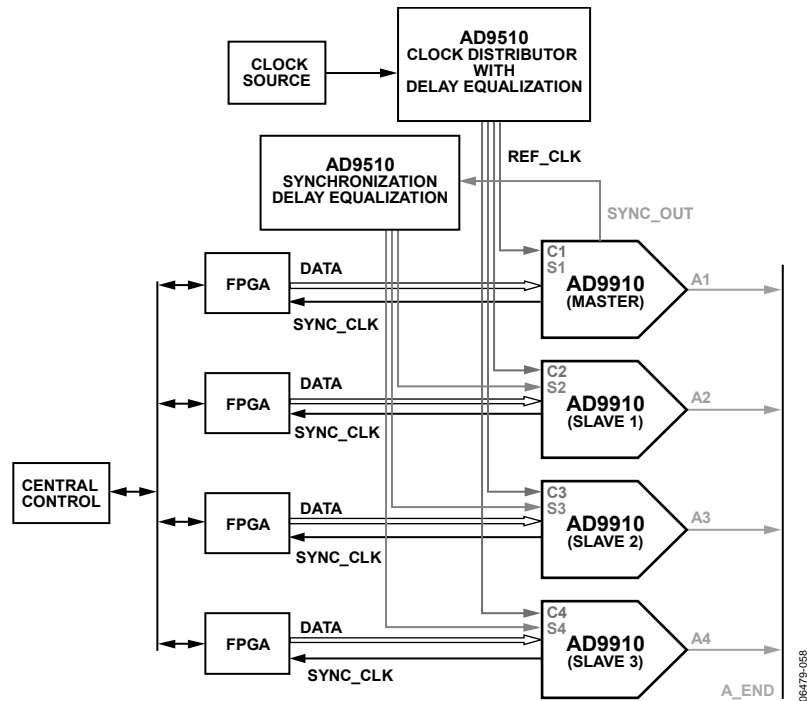 AD9510
CLOCK DISTRIBUTOR
WITH
DELAY EQUALIZATION
CLOCK
SOURCE
REF_CLK
AD9510
SYNCHRONIZATION
DELAY EQUALIZATION
SYNC_OUT
FPGA
DATA
SYNC_CLK
C1
S1
AD9910
(MASTER)
A1
FPGA
DATA
SYNC_CLK
C2
S2
AD9910
(SLAVE 1)
A2
CENTRAL
CONTROL
FPGA
DATA
SYNC_CLK
C3
S3
AD9910
(SLAVE 2)
A3
FPGA
DATA
SYNC_CLK
C4
S4
AD9910
(SLAVE 3)
A4
A_END
06479-058